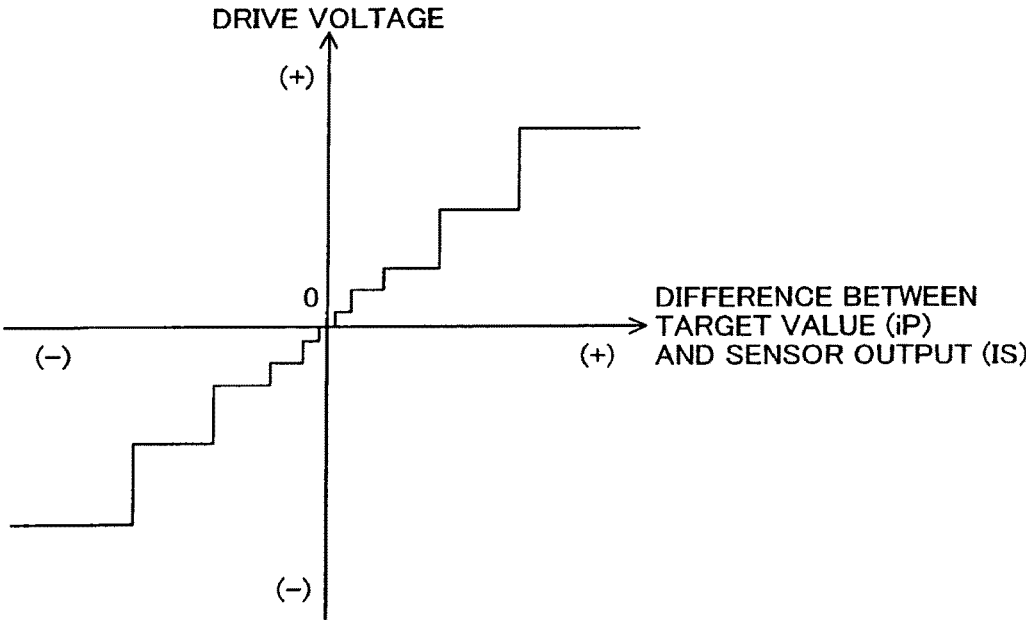 DRIVE VOLTAGE
(+)
0
DIFFERENCE BETWEEN
TARGET VALUE (iP)
AND SENSOR OUTPUT (IS)
(−)
(+)
(−)